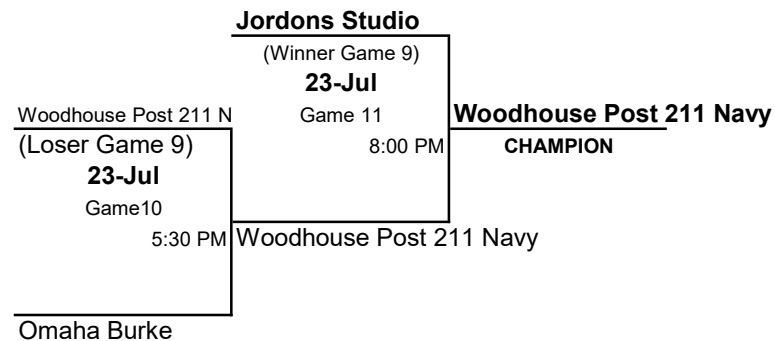 Jordons Studio
(Winner Game 9)
23-Jul
Woodhouse Post 211 N
Game 11
Woodhouse Post 211 Navy
(Loser Game 9)
8:00 PM
CHAMPION
23-Jul
Game10
5:30 PM
Woodhouse Post 211 Navy
Omaha Burke